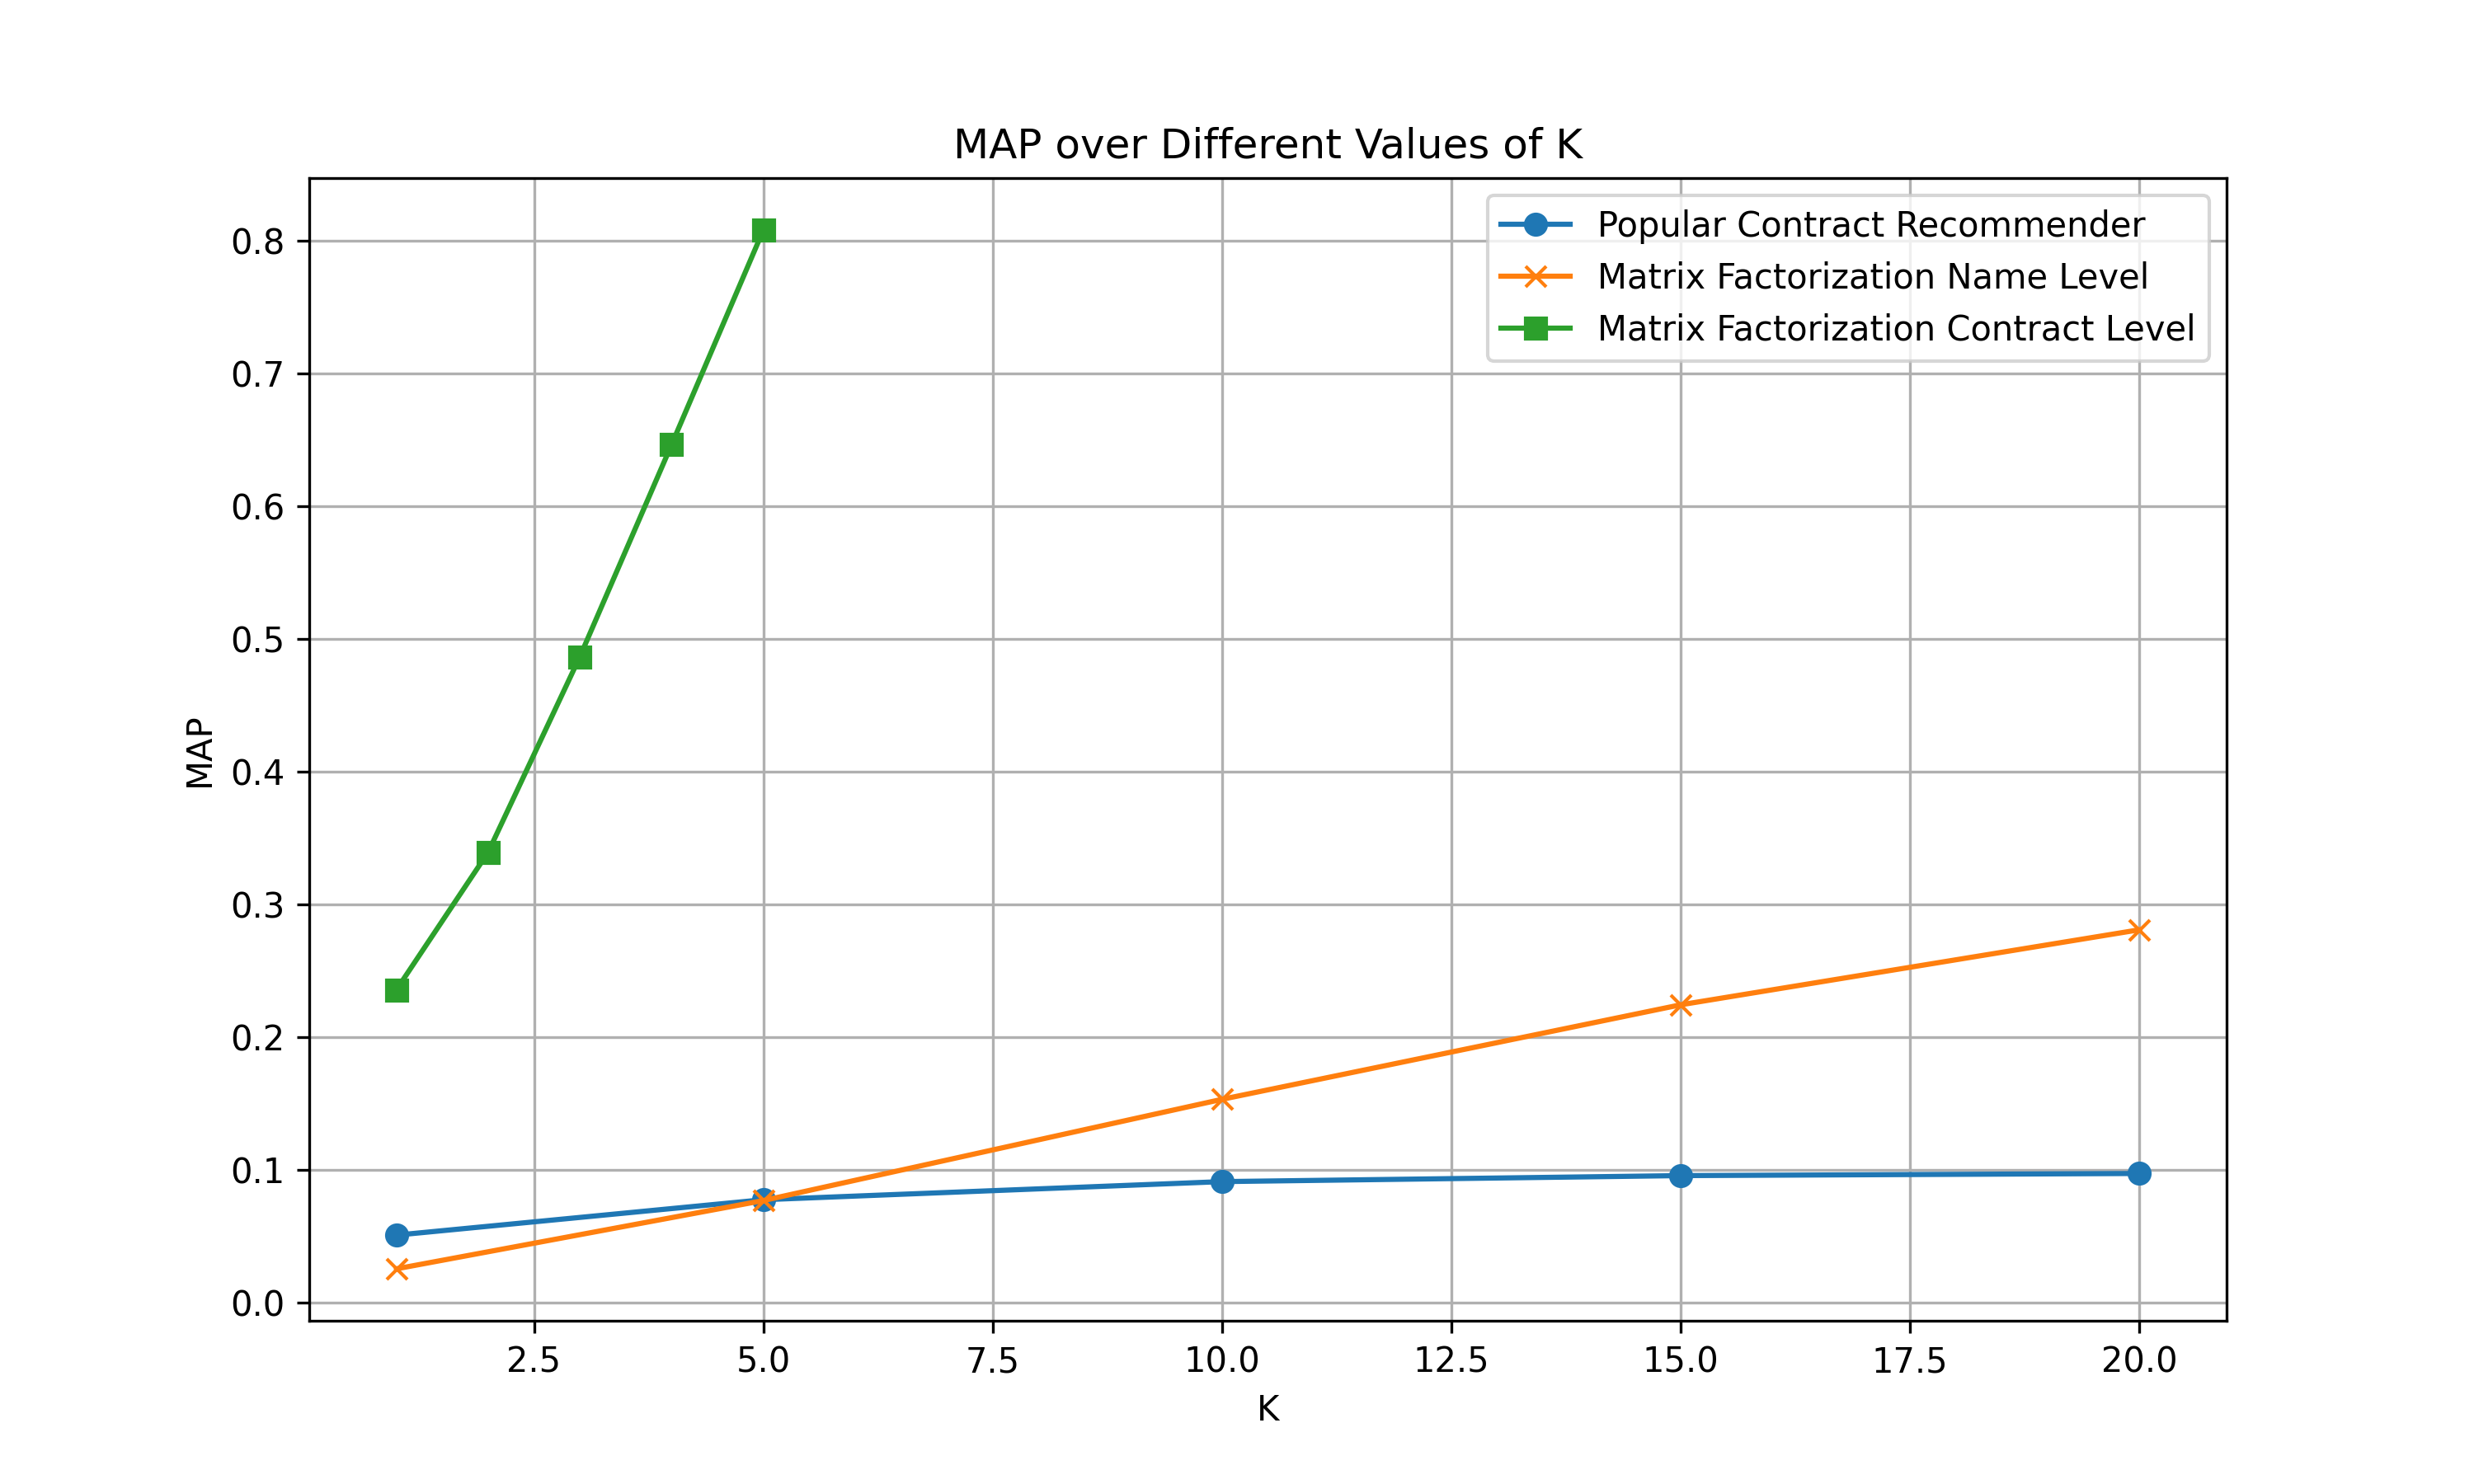 MAP over Different Values of K
Popular Contract Recommender
Matrix Factorization Name Level
Matrix Factorization Contract Level
0.8
0.7
0.6
0.5
0.4
0.3
0.2
0.1
0.0
MAP
2.5 5.0 7.5 10.0 12.5 15.0 17.5 20.0
K